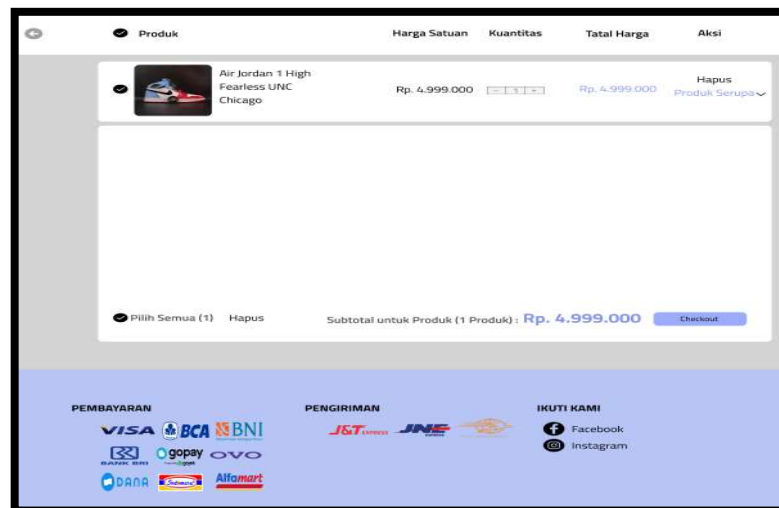 Produk Harga Satuan Kuantitas Tatal Harga Aksi
Air Jordan 1 High
Fearless UNC
Chicago
Rp. 4.999.000 - 1 + Rp. 4.999.000
Hapus
Produk Serupa
Pilih Semua (1) Hapus Subtotal untuk Produk (1 Produk) : Rp. 4.999.000 Checkout
PEMBAYARAN
VISA BCA BNI
BANK BRI gopay OVO
DANA Indomaret Alfamart
PENGIRIMAN
J&T EXPRESS JNE
IKUTI KAMI
Facebook
Instagram